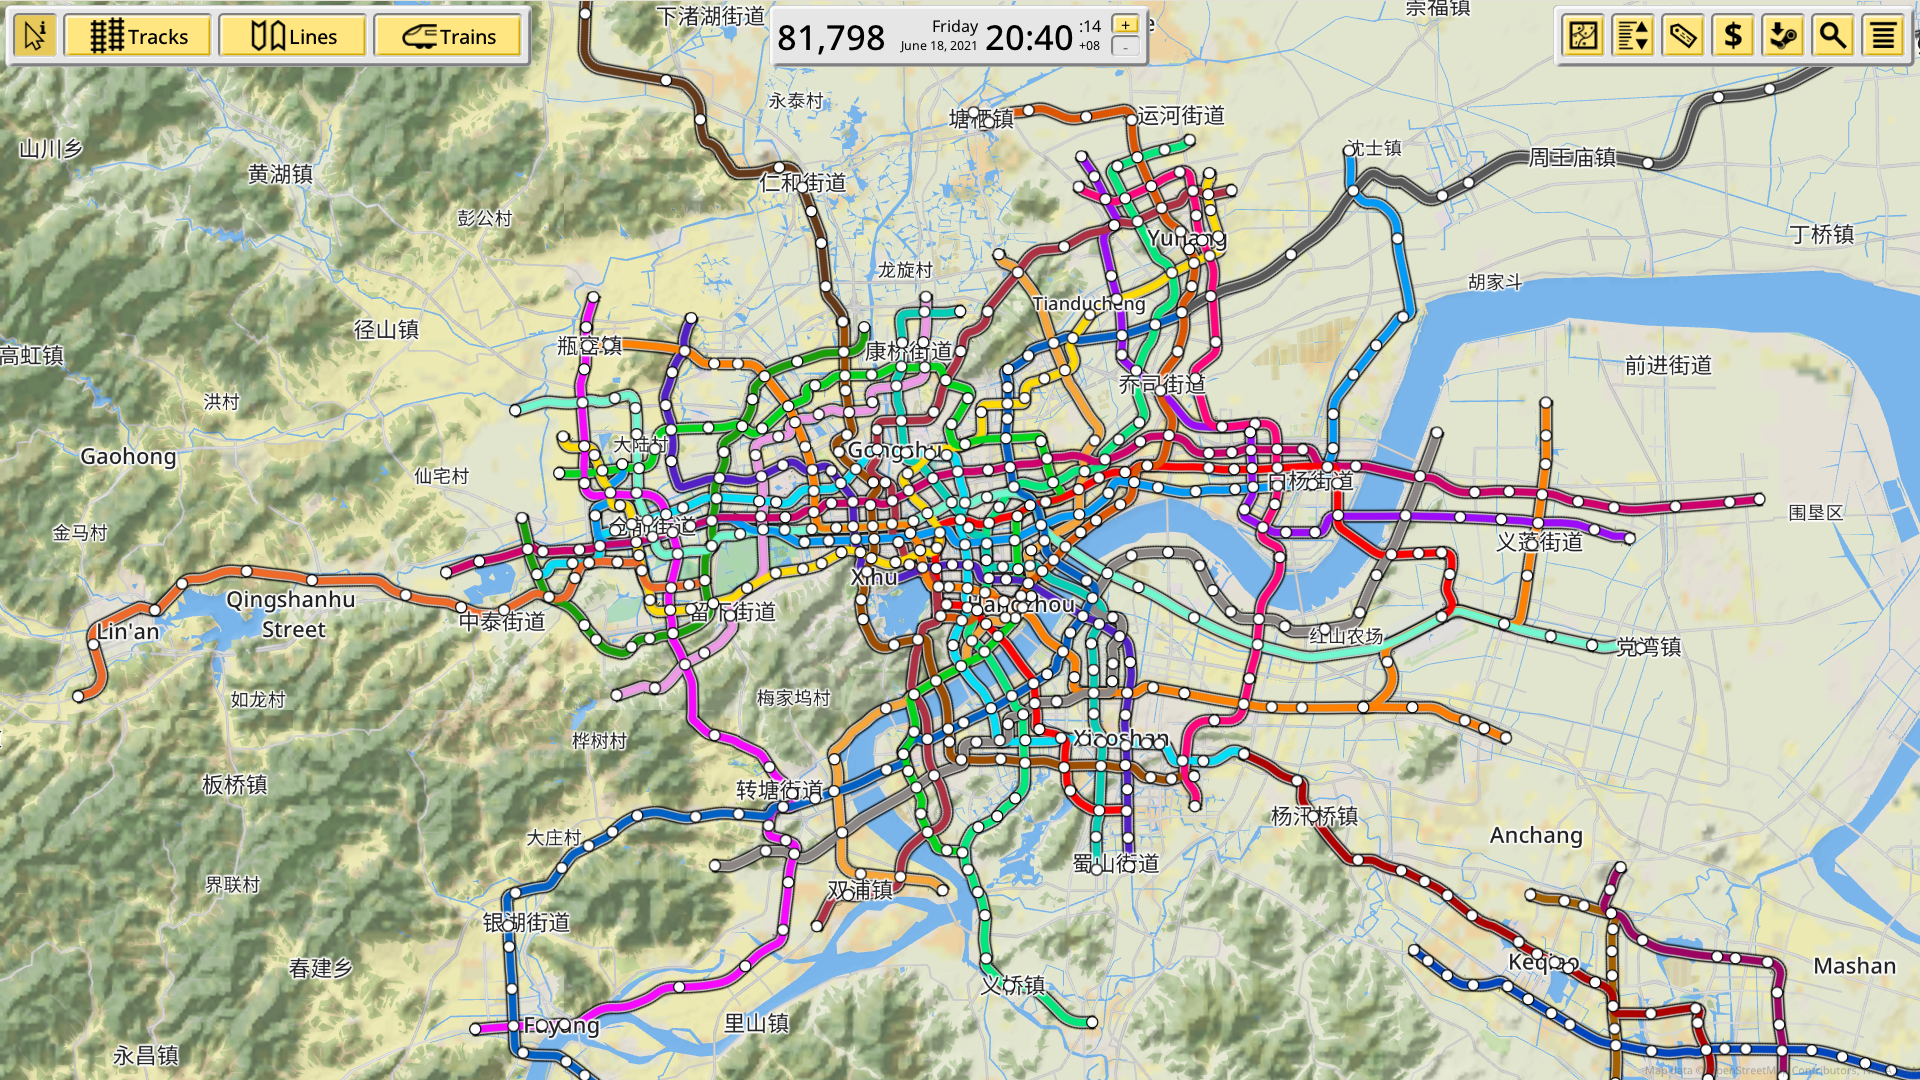 Tracks
Lines
Trains
81,798
Friday
June 18, 2021
20:40
:14
+08
+
-
$
下渚湖街道
崇福镇
永泰村
塘栖镇
运河街道
山川乡
黄湖镇
仁和街道
沈士镇
周王庙镇
彭公村
Yuhang
丁桥镇
龙旋村
胡家斗
Tianducheng
径山镇
瓶窑镇
康桥街道
高虹镇
前进街道
乔司街道
洪村
大陆村
Gongshu
Gaohong
仙宅村
白杨街道
围垦区
金马村
仓前街道
义蓬街道
Xihu
Qingshanhu
Street
Lin'an
中泰街道
留下街道
Hangzhou
红山农场
党湾镇
如龙村
梅家坞村
桦树村
Xiaoshan
板桥镇
转塘街道
杨汛桥镇
大庄村
Anchang
蜀山街道
界联村
双浦镇
银湖街道
春建乡
Keqiao
Mashan
义桥镇
Fuyang
里山镇
永昌镇